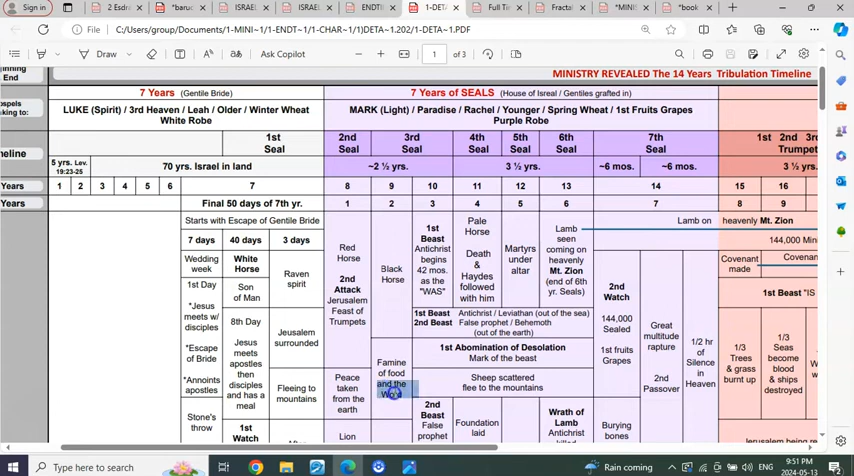 Sign in
2 Esdra
*baruc
ISRAEL
ISRAEL
ENDTIN
1-DETA
Full Tim
Fractal
*MINIS
*book
File
C:/Users/group/Documents/1-MINI~1/1-ENDT~1/1-CHAR~1/1)DETA~1.202/1-DETA~1.PDF
Draw
Ask Copilot
1
of 3
ginning
End
MINISTRY REVEALED The 14 Years Tribulation Timeline
ospels
aking to:
7 Years (Gentile Bride)
7 Years of SEALS (House of Isreal / Gentiles grafted in)
LUKE (Spirit) / 3rd Heaven / Leah / Older / Winter Wheat
White Robe
MARK (Light) / Paradise / Rachel / Younger / Spring Wheat / 1st Fruits Grapes
Purple Robe
meline
1st
Seal
2nd
Seal
3rd
Seal
4th
Seal
5th
Seal
6th
Seal
7th
Seal
1st 2nd 3rd
Trumpet
5 yrs. Lev.
19:23-25
70 yrs. Israel in land
~2 ½ yrs.
3 ½ yrs.
~6 mos.
~6 mos.
3 ½ yrs.
Years
1 2 3 4 5 6 7 8 9 10 11 12 13 14 15 16
Years
Final 50 days of 7th yr.
1 2 3 4 5 6 7 8 9
Starts with Escape of Gentile Bride
7 days
40 days
3 days
Wedding
week
1st Day
*Jesus
meets w/
disciples
*Escape
of Bride
*Annoints
apostles
Stone's
throw
White
Horse
Son
of Man
8th Day
Jesus
meets
apostles
then
disciples
and has a
meal
1st
Watch
Raven
spirit
Jerusalem
surrounded
Fleeing to
mountains
Red
Horse
2nd
Attack
Jerusalem
Feast of
Trumpets
Peace
taken
from the
earth
Lion
Black
Horse
Famine
of food
and the
1st
Beast
Antichrist
begins
42 mos.
as the
"WAS"
Pale
Horse
Death
&
Haydes
followed
with him
Martyrs
under
altar
Lamb
seen
coming on
heavenly
Mt. Zion
(end of 6th
yr. Seals)
1st Beast Antichrist / Leviathan (out of the sea)
2nd Beast False prophet / Behemoth
(out of the earth)
1st Abomination of Desolation
Mark of the beast
Sheep scattered
flee to the mountains
2nd
Beast
False
prophet
Foundation
laid
Wrath of
Lamb
Antichrist
Lamb on heavenly Mt. Zion
144,000 Mini
2nd
Watch
144,000
Sealed
1st fruits
Grapes
Burying
bones
Great
multitude
rapture
2nd
Passover
1/2 hr
of
Silence
in
Heaven
Covenant
made
Covenan
1st Beast "IS
1/3
Trees
& grass
burnt up
1/3
Seas
become
blood
& ships
destroyed
Type here to search
Rain coming
9:51 PM
2024-05-13